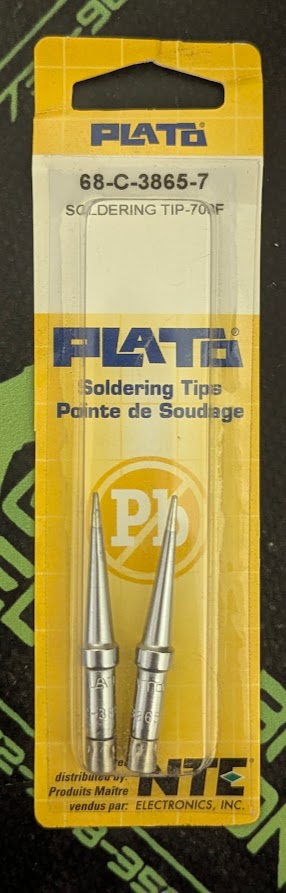 PLATO®
68-C-3865-7
SOLDERING TIP-700F
PLATO®
Soldering Tips
Pointe de Soudage
Pb
distributed by:
Produits Maître
vendus par:
NTE
ELECTRONICS, INC.